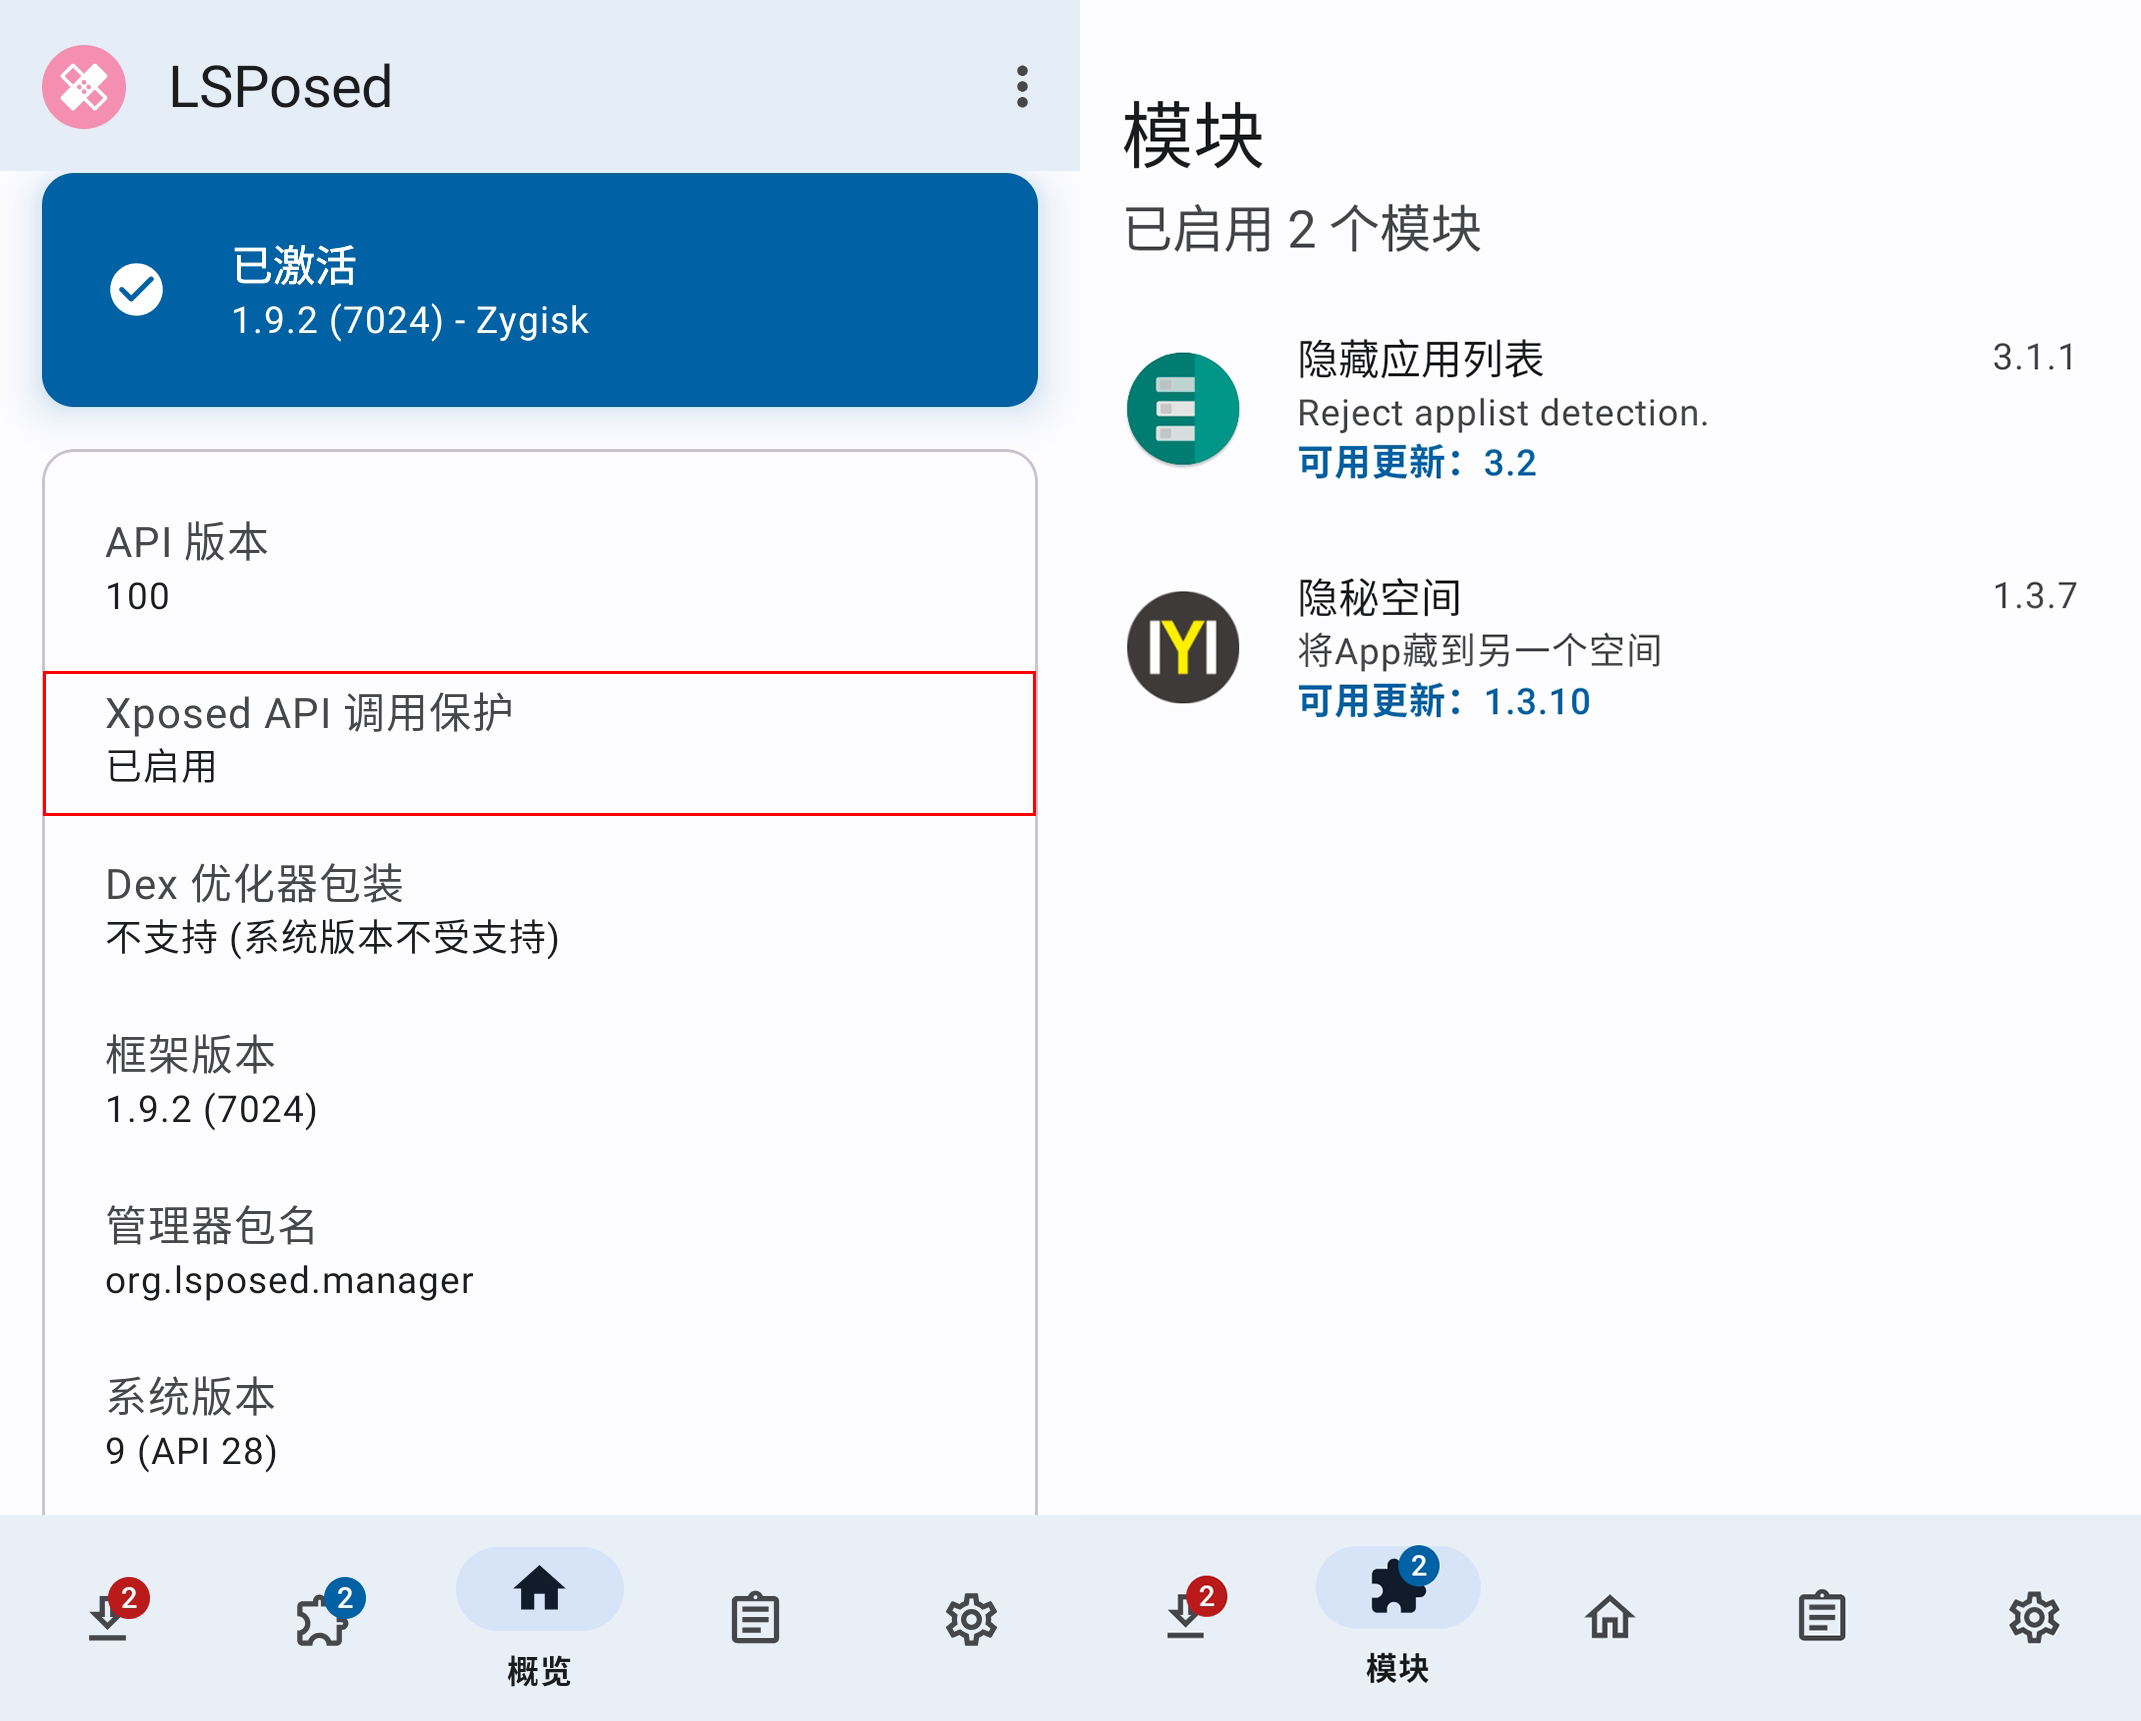 LSPosed
已激活
1.9.2 (7024) - Zygisk
API 版本
100
Xposed API 调用保护
已启用
Dex 优化器包装
不支持 (系统版本不受支持)
框架版本
1.9.2 (7024)
管理器包名
org.lsposed.manager
系统版本
9 (API 28)
2
2
概览
模块
已启用 2 个模块
隐藏应用列表
3.1.1
Reject applist detection.
可用更新：3.2
隐秘空间
1.3.7
将App藏到另一个空间
可用更新：1.3.10
IYI
2
2
模块